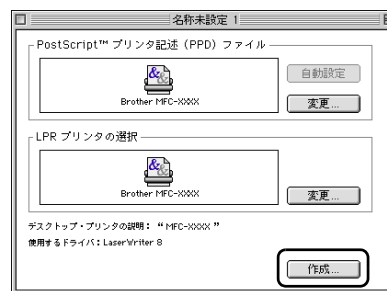 名称未設定 1
PostScript™ プリンタ記述（PPD）ファイル
自動設定
Brother MFC-XXXX
変更...
LPR プリンタの選択
Brother MFC-XXXX
変更...
デスクトップ・プリンタの説明： “ MFC-XXXX ”
使用するドライバ：LaserWriter 8
作成...